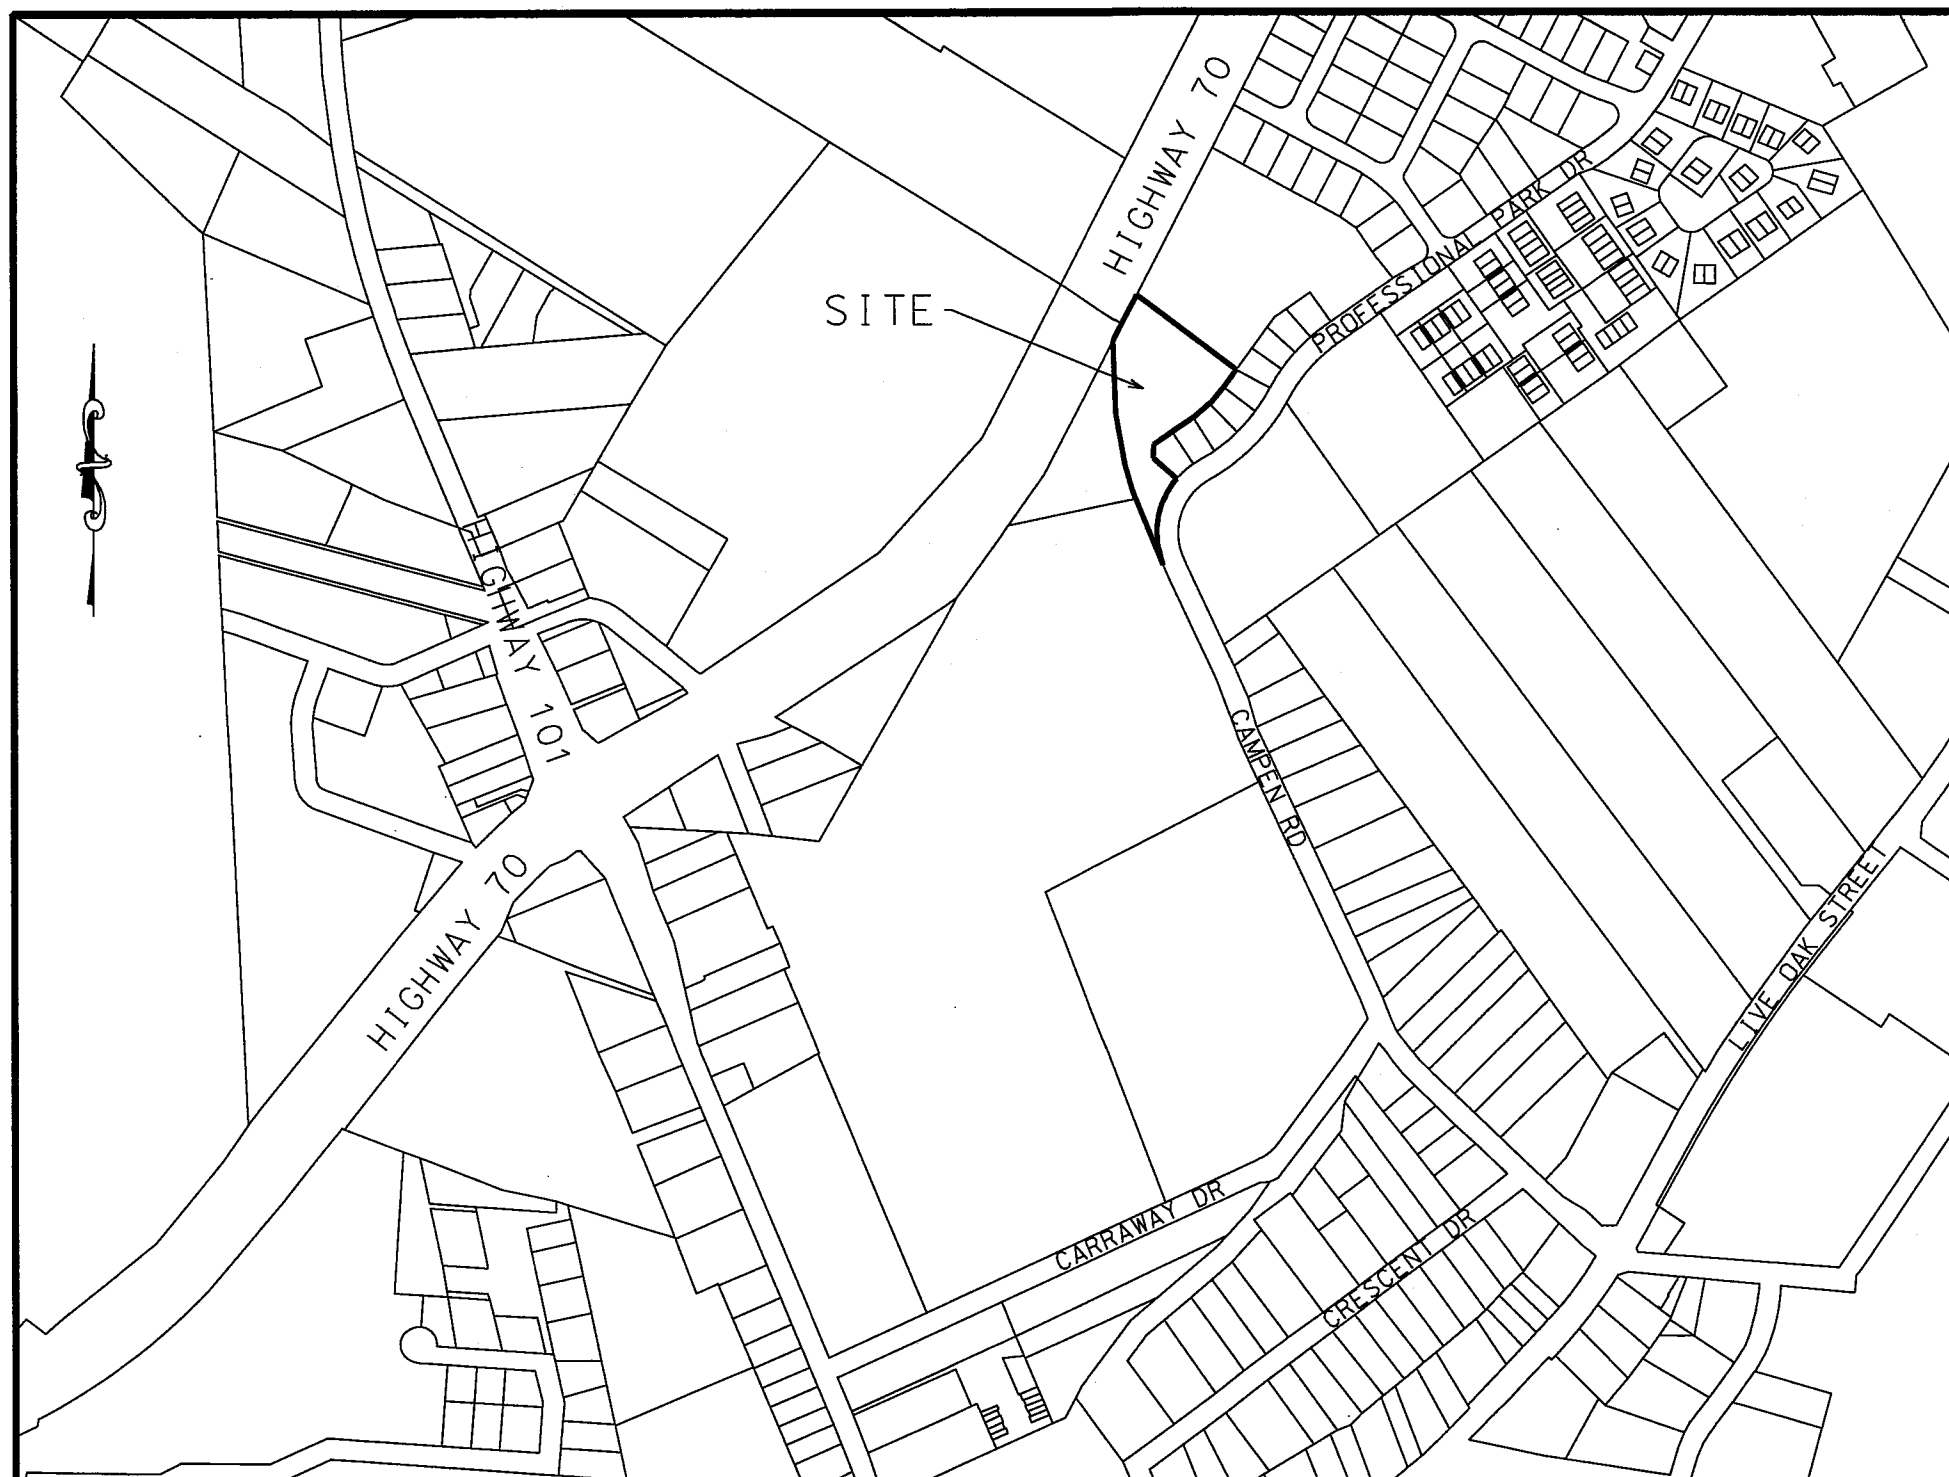 HIGHWAY 70
PROFESSIONAL PARK DR
SITE
HIGHWAY 101
CAMPEN RD
HIGHWAY 70
LIVE OAK STREET
CARRAWAY DR
CRESCENT DR